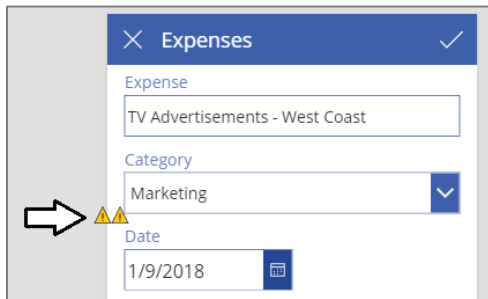 Expenses
Expense
TV Advertisements - West Coast
Category
Marketing
Date
1/9/2018